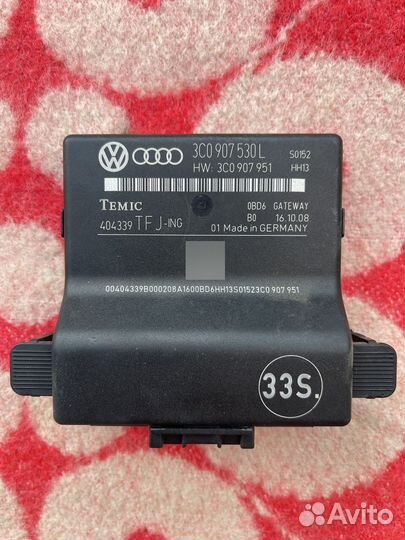 3C0 907 530 L S0152
HW: 3C0 907 951 HH13
TEMIC 0BD6 GATEWAY
404339 TFJ-ING B0 16.10.08
01 Made in GERMANY
00404339B000208A1600BD6HH13S01523C0 907 951
33S.
Avito